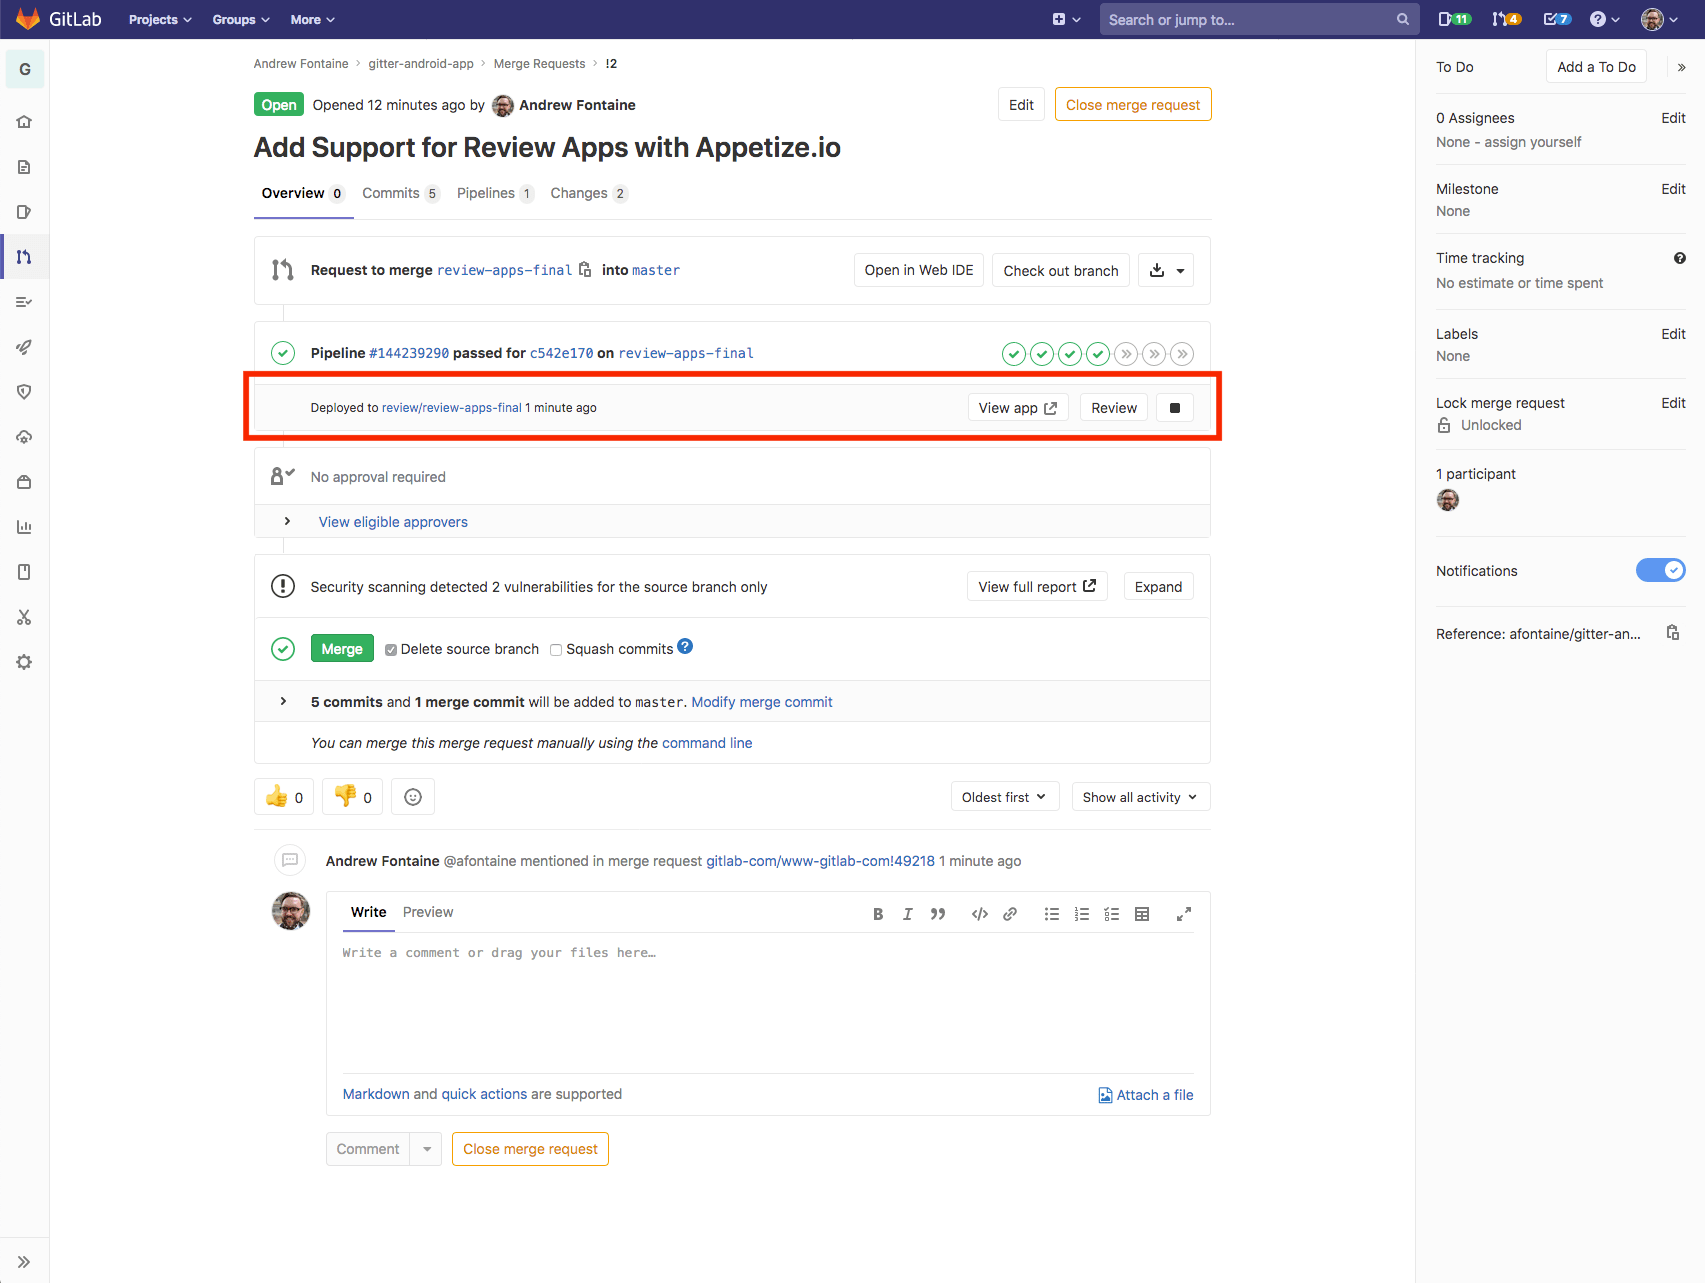 GitLab Projects Groups More Search or jump to... 11 4 7
G
Andrew Fontaine › gitter-android-app › Merge Requests › !2
Open Opened 12 minutes ago by Andrew Fontaine Edit Close merge request
Add Support for Review Apps with Appetize.io
Overview 0 Commits 5 Pipelines 1 Changes 2
Request to merge review-apps-final into master Open in Web IDE Check out branch
Pipeline #144239290 passed for c542e170 on review-apps-final
Deployed to review/review-apps-final 1 minute ago View app Review
No approval required
View eligible approvers
Security scanning detected 2 vulnerabilities for the source branch only View full report Expand
Merge Delete source branch Squash commits ?
5 commits and 1 merge commit will be added to master. Modify merge commit
You can merge this merge request manually using the command line
👍 0 👎 0 Oldest first Show all activity
Andrew Fontaine @afontaine mentioned in merge request gitlab-com/www-gitlab-com!49218 1 minute ago
Write Preview
Write a comment or drag your files here…
Markdown and quick actions are supported Attach a file
Comment Close merge request
To Do Add a To Do »
0 Assignees Edit
None - assign yourself
Milestone Edit
None
Time tracking ?
No estimate or time spent
Labels Edit
None
Lock merge request Edit
Unlocked
1 participant
Notifications
Reference: afontaine/gitter-an...